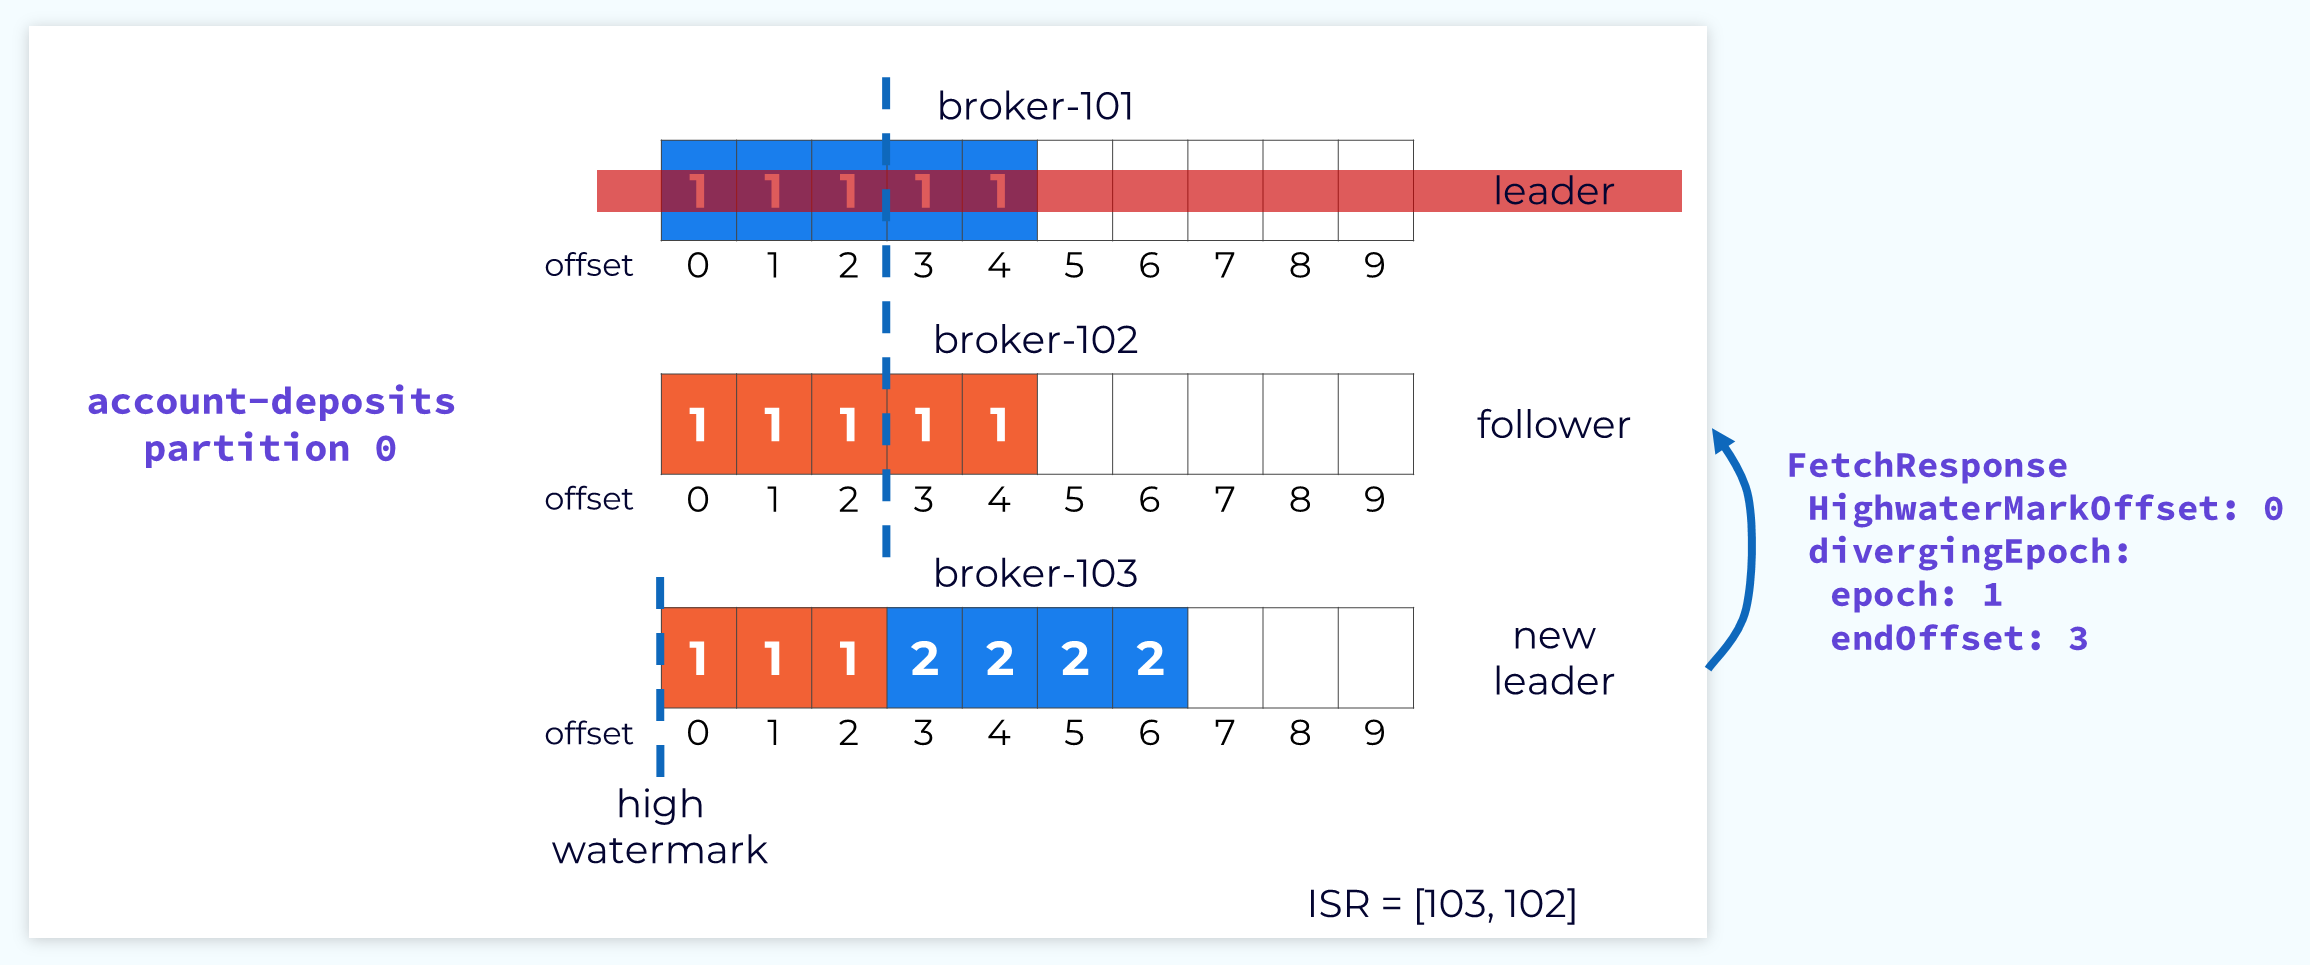 broker-101
1 1 1 1 1 leader
offset 0 1 2 3 4 5 6 7 8 9
broker-102
account-deposits
partition 0
1 1 1 1 1 follower
offset 0 1 2 3 4 5 6 7 8 9
FetchResponse
HighwaterMarkOffset: 0
divergingEpoch:
epoch: 1
endOffset: 3
broker-103
1 1 1 2 2 2 2
new
leader
offset 0 1 2 3 4 5 6 7 8 9
high
watermark
ISR = [103, 102]